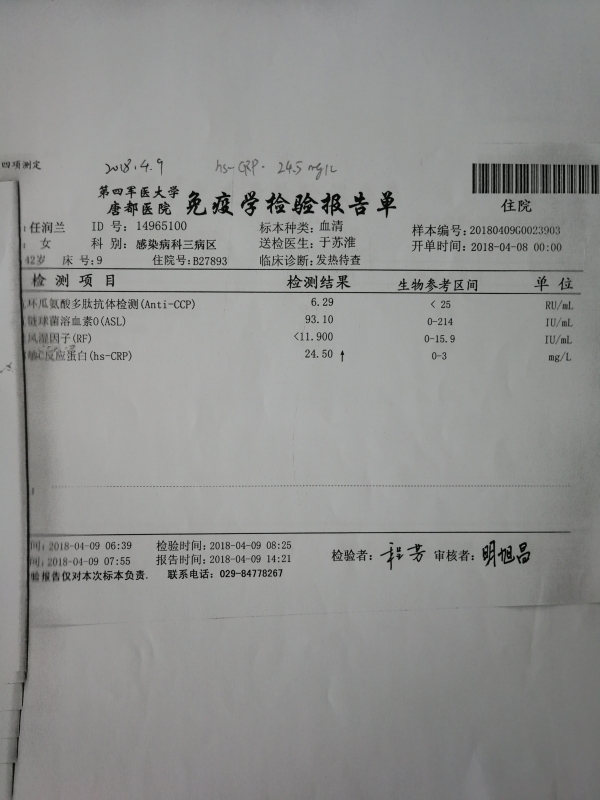 四项测定
2018.4.9 hs-CRP. 24.5 mg/L
第四军医大学
唐都医院 免疫学检验报告单 住院
任润兰 ID 号: 14965100 标本种类: 血清 样本编号: 20180409G0023903
女 科 别: 感染病科三病区 送检医生: 于苏淮 开单时间: 2018-04-08 00:00
42岁 床 号: 9 住院号: B27893 临床诊断: 发热待查
检 测 项 目 检测结果 生物参考区间 单 位
环瓜氨酸多肽抗体检测(Anti-CCP) 6.29 < 25 RU/mL
链球菌溶血素O(ASL) 93.10 0-214 IU/mL
风湿因子(RF) <11.900 0-15.9 IU/mL
敏C反应蛋白(hs-CRP) 24.50 ↑ 0-3 mg/L
间: 2018-04-09 06:39 检验时间: 2018-04-09 08:25
间: 2018-04-09 07:55 报告时间: 2018-04-09 14:21 检验者: 程芳 审核者: 明旭昌
验报告仅对本次标本负责. 联系电话: 029-84778267